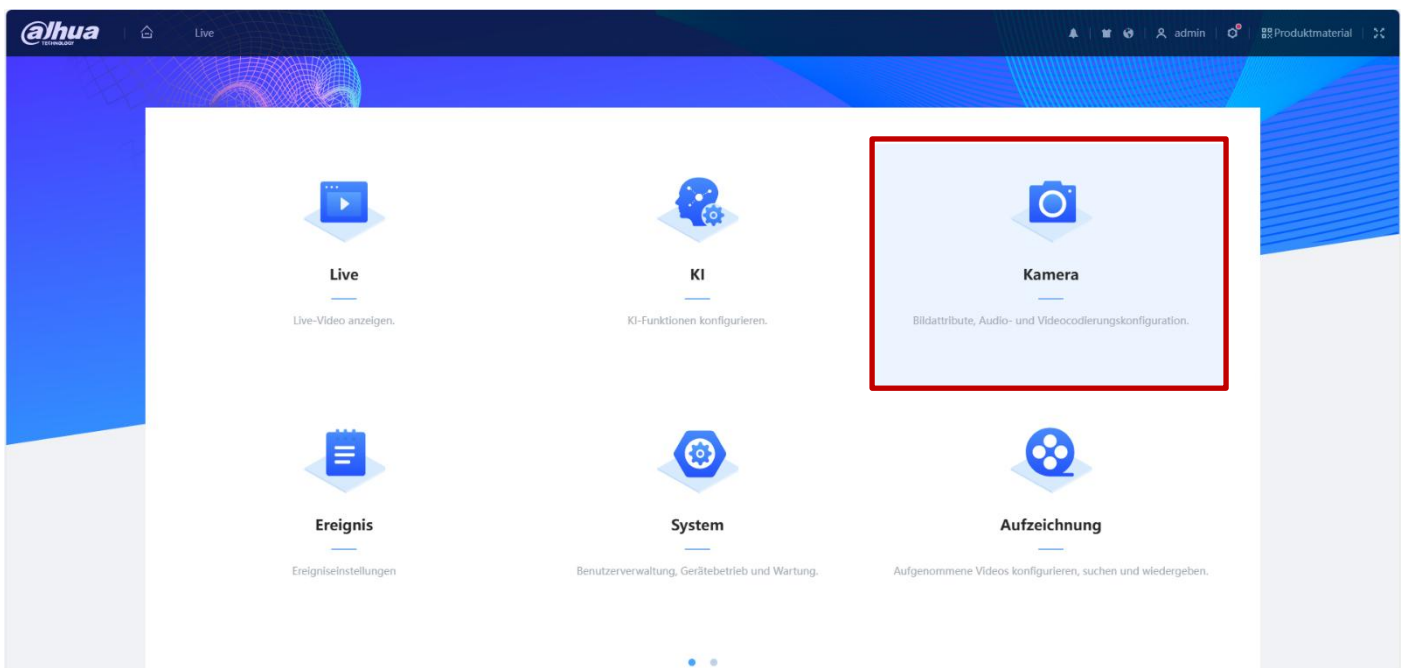 alhua
TECHNOLOGY
Live
admin
Produktmaterial
Live
Live-Video anzeigen.
KI
KI-Funktionen konfigurieren.
Kamera
Bildattribute, Audio- und Videocodierungskonfiguration.
Ereignis
Ereigniseinstellungen
System
Benutzerverwaltung, Gerätebetrieb und Wartung.
Aufzeichnung
Aufgenommene Videos konfigurieren, suchen und wiedergeben.